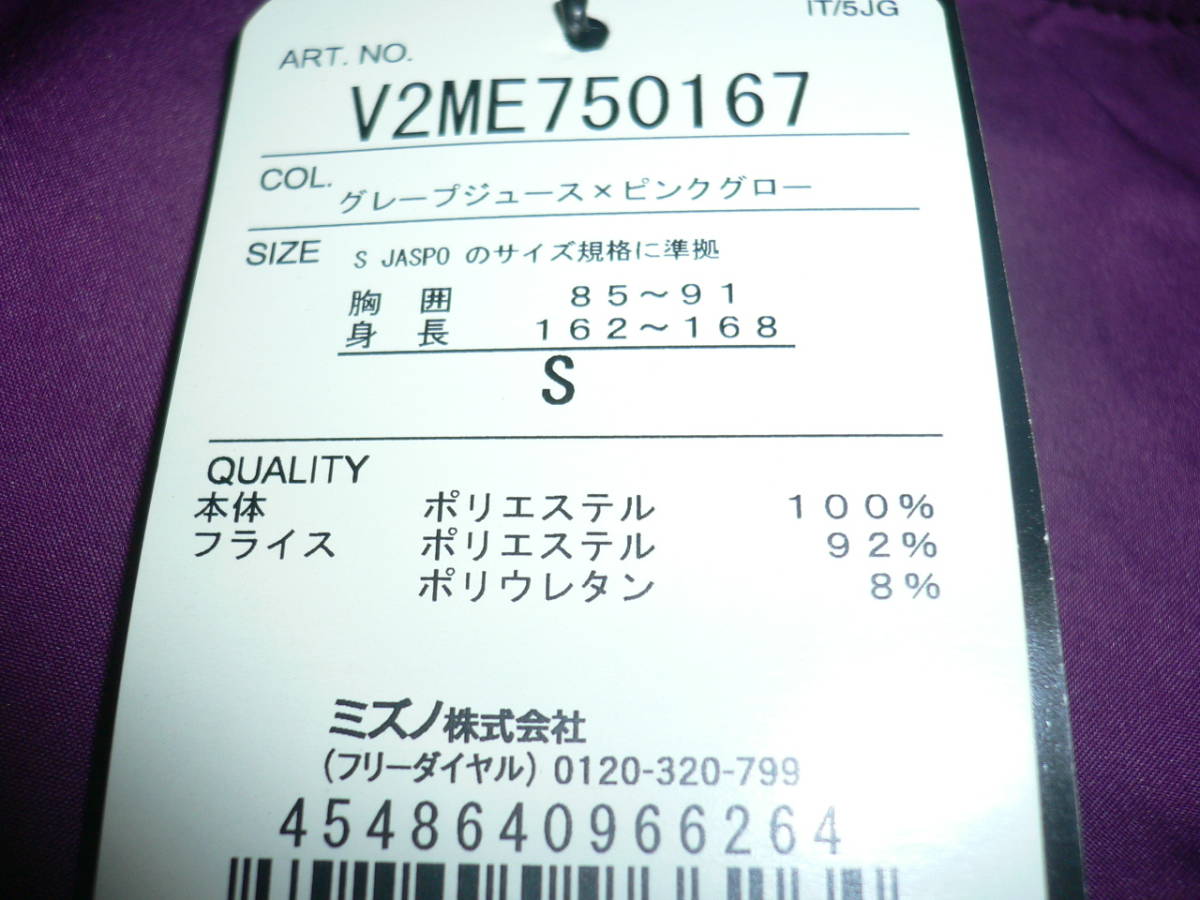 IT/5JG
ART. NO.
V2ME750167
COL. グレープジュース×ピンクグロー
SIZE S JASPO のサイズ規格に準拠
胸囲 85～91
身長 162～168
S
QUALITY
本体 ポリエステル 100%
フライス ポリエステル 92%
ポリウレタン 8%
ミズノ株式会社
(フリーダイヤル) 0120-320-799
4548640966264